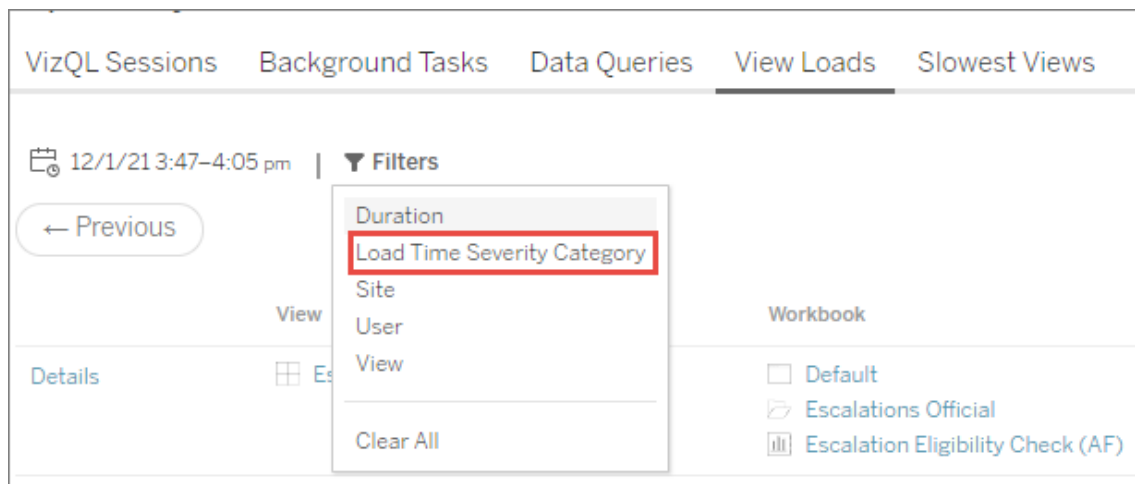 VizQL Sessions Background Tasks Data Queries View Loads Slowest Views
12/1/21 3:47–4:05 pm | Filters
← Previous
Duration
Load Time Severity Category
Site
User
View
Clear All
View Workbook
Details
Default
Escalations Official
Escalation Eligibility Check (AF)